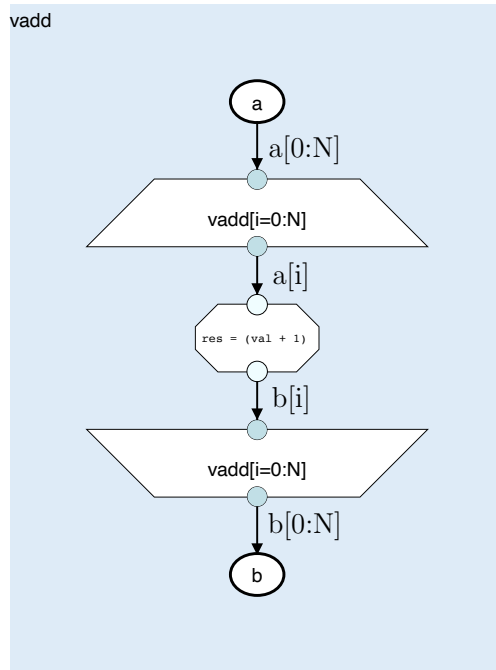 vadd
a
a[0:N]
vadd[i=0:N]
a[i]
res = (val + 1)
b[i]
vadd[i=0:N]
b[0:N]
b